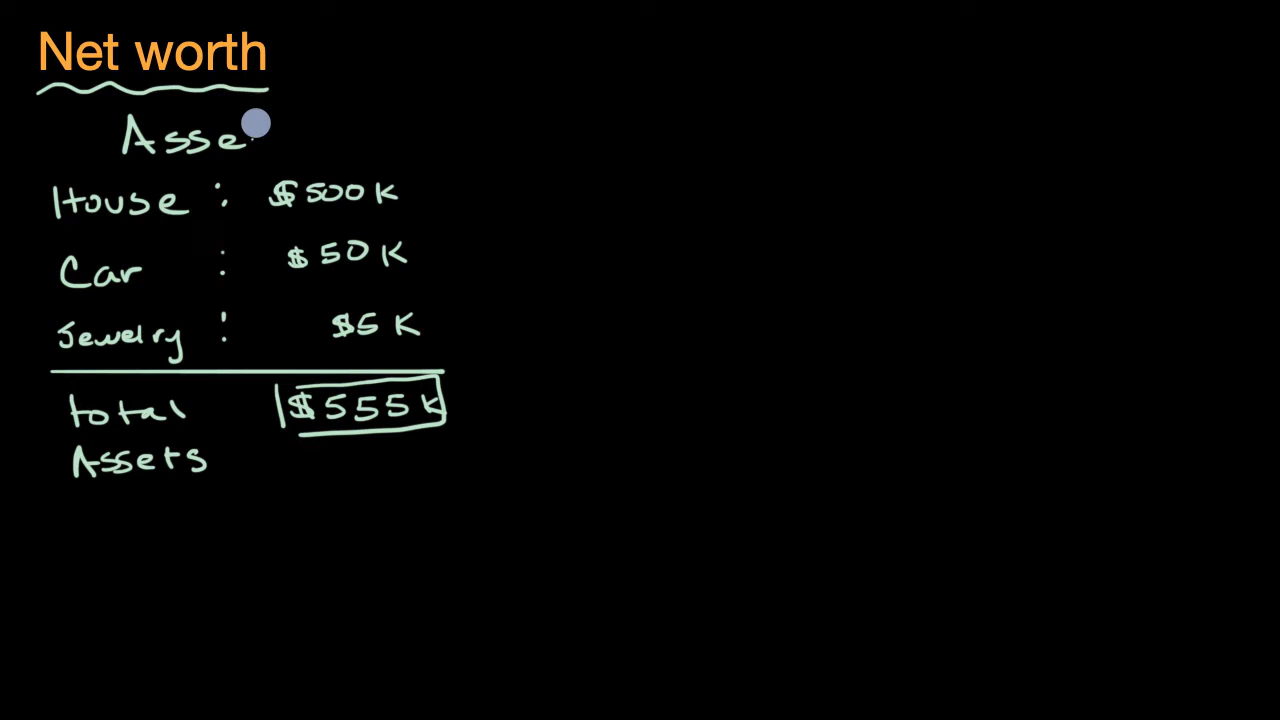 Net worth
Asse
House : $500K
Car : $50K
Jewelry : $5K
total $555K
Assets